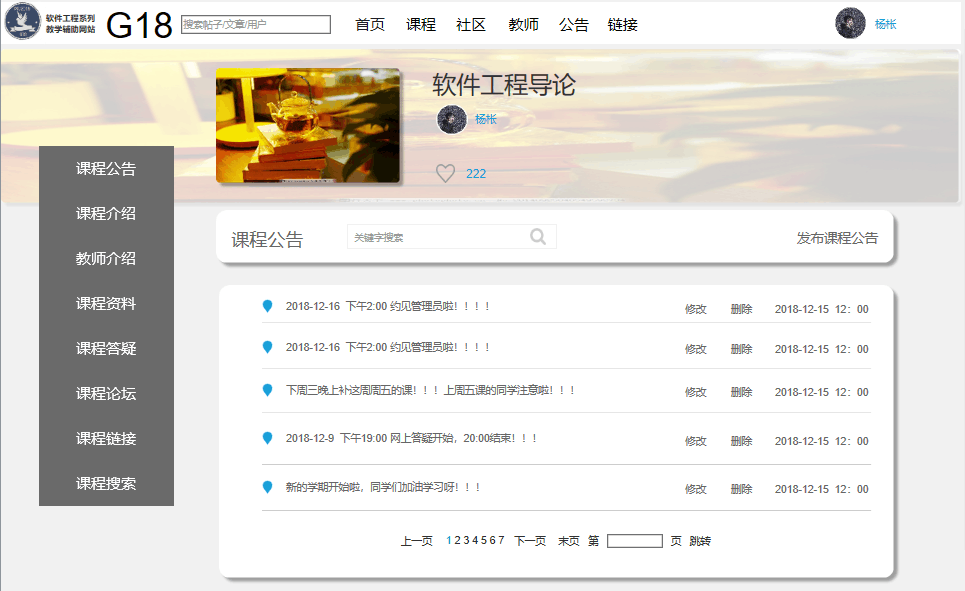 软件工程系列
教学辅助网站
G18
搜索帖子/文章/用户
首页 课程 社区 教师 公告 链接
杨枨
软件工程导论
杨枨
222
课程公告
课程介绍
教师介绍
课程资料
课程答疑
课程论坛
课程链接
课程搜索
课程公告
关键字搜索
发布课程公告
2018-12-16 下午2:00 约见管理员啦！！！！ 修改 删除 2018-12-15 12：00
2018-12-16 下午2:00 约见管理员啦！！！！ 修改 删除 2018-12-15 12：00
下周三晚上补这周周五的课！！！上周五课的同学注意啦！！！ 修改 删除 2018-12-15 12：00
2018-12-9 下午19:00 网上答疑开始，20:00结束！！！ 修改 删除 2018-12-15 12：00
新的学期开始啦，同学们加油学习呀！！！ 修改 删除 2018-12-15 12：00
上一页 1 2 3 4 5 6 7 下一页 末页 第 页 跳转